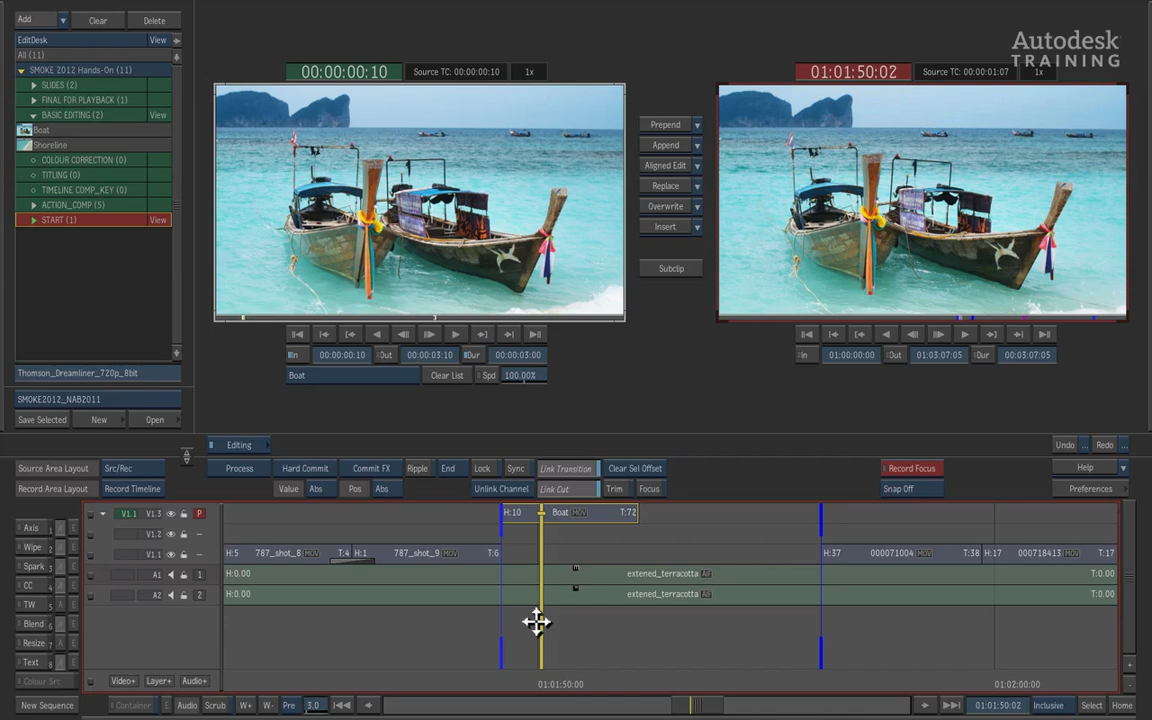 Add Clear Delete
EditDesk View
All (11)
SMOKE 2012 Hands-On (11)
SLIDES (2)
FINAL FOR PLAYBACK (1)
BASIC EDITING (2) View
Boat
Shoreline
COLOUR CORRECTION (0)
TITLING (0)
TIMELINE COMP_KEY (0)
ACTION_COMP (5)
START (1) View
Thomson_Dreamliner_720p_8bit
SMOKE2012_NAB2011
Save Selected New Open
00:00:00:10 Source TC: 00:00:00:10 1x
In 00:00:00:10 Out 00:00:03:10 Dur 00:00:03:00
Boat Clear List Spd 100.00%
Prepend
Append
Aligned Edit
Replace
Overwrite
Insert
Subclip
Autodesk
TRAINING
01:01:50:02 Source TC: 00:00:01:07 1x
In 01:00:00:00 Out 01:03:07:05 Dur 00:03:07:05
Editing Undo ... Redo ...
Source Area Layout Src/Rec Process Hard Commit Commit FX Ripple End Lock Sync Link Transition Clear Sel Offset Record Focus Help
Record Area Layout Record Timeline Value Abs Pos Abs Unlink Channel Link Cut Trim Focus Snap Off Preferences
V1.1 V1.3 P H:10 Boat MOV T:72
Axis A E V1.2
Wipe A E V1.1 H:5 787_shot_8 MOV T:4 H:1 787_shot_9 MOV T:6 H:37 000071004 MOV T:38 H:17 000718413 MOV T:17
Spark A1 1 H:0.00 extened_terracotta AIF T:0.00
CC A2 2 H:0.00 extened_terracotta AIF T:0.00
TW
Blend
Resize
Text
Colour Src
Video+ Layer+ Audio+ 01:01:50:00 01:02:00:00
New Sequence Container E Audio Scrub W+ W- Pre 3.0 01:01:50:02 Inclusive Select Home